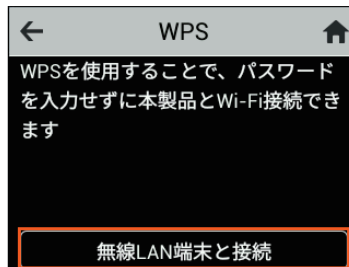 WPS
WPSを使用することで、パスワード
を入力せずに本製品とWi-Fi接続でき
ます
無線LAN端末と接続